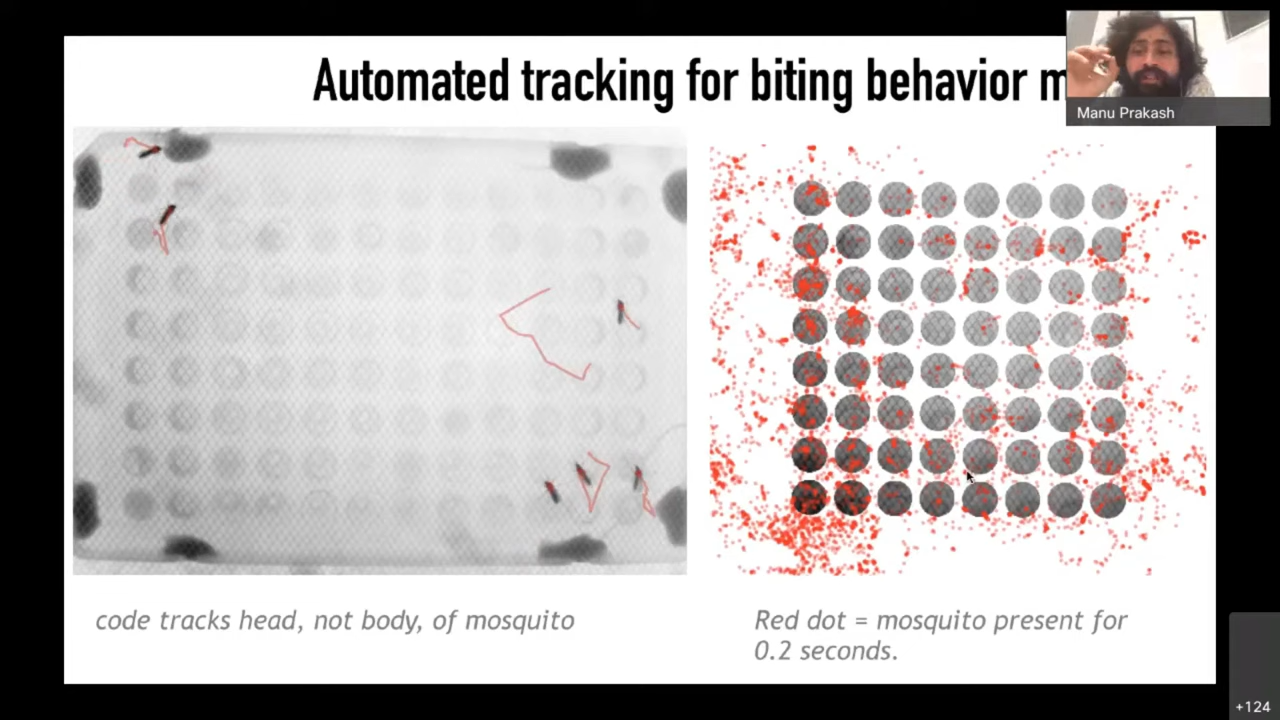 Automated tracking for biting behavior m
Manu Prakash
code tracks head, not body, of mosquito
Red dot = mosquito present for
0.2 seconds.
+124